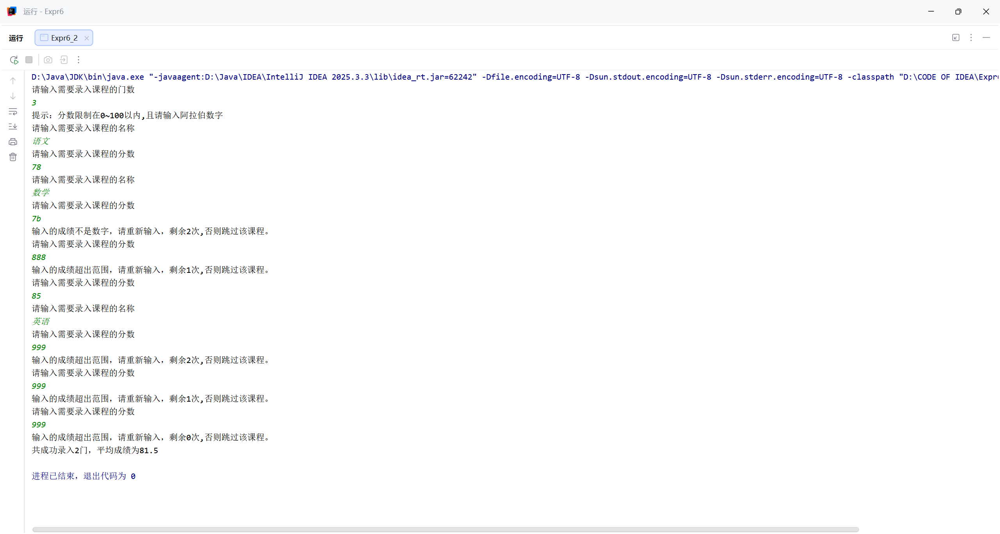 运行 - Expr6
运行 Expr6_2
D:\Java\JDK\bin\java.exe "-javaagent:D:\Java\IDEA\IntelliJ IDEA 2025.3.3\lib\idea_rt.jar=62242" -Dfile.encoding=UTF-8 -Dsun.stdout.encoding=UTF-8 -Dsun.stderr.encoding=UTF-8 -classpath "D:\CODE OF IDEA\Expr
请输入需要录入课程的门数
3
提示：分数限制在0~100以内,且请输入阿拉伯数字
请输入需要录入课程的名称
语文
请输入需要录入课程的分数
78
请输入需要录入课程的名称
数学
请输入需要录入课程的分数
7b
输入的成绩不是数字，请重新输入，剩余2次,否则跳过该课程。
请输入需要录入课程的分数
888
输入的成绩超出范围，请重新输入，剩余1次,否则跳过该课程。
请输入需要录入课程的分数
85
请输入需要录入课程的名称
英语
请输入需要录入课程的分数
999
输入的成绩超出范围，请重新输入，剩余2次,否则跳过该课程。
请输入需要录入课程的分数
999
输入的成绩超出范围，请重新输入，剩余1次,否则跳过该课程。
请输入需要录入课程的分数
999
输入的成绩超出范围，请重新输入，剩余0次,否则跳过该课程。
共成功录入2门，平均成绩为81.5
进程已结束，退出代码为 0